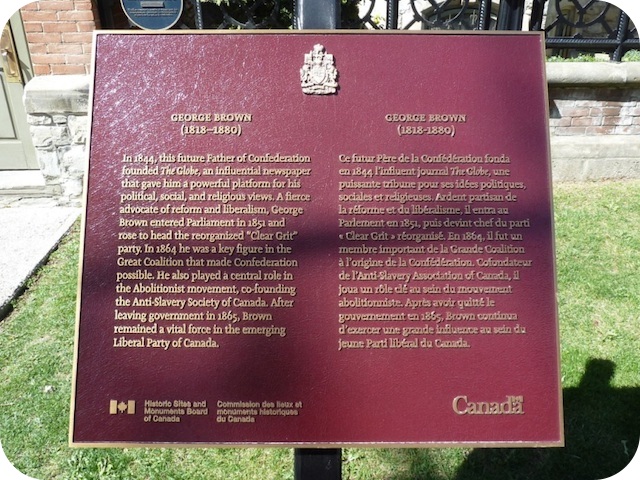 GEORGE BROWN
(1818–1880)
In 1844, this future Father of Confederation
founded The Globe, an influential newspaper
that gave him a powerful platform for his
political, social, and religious views. A fierce
advocate of reform and liberalism, George
Brown entered Parliament in 1851 and
rose to head the reorganized "Clear Grit"
party. In 1864 he was a key figure in the
Great Coalition that made Confederation
possible. He also played a central role in
the Abolitionist movement, co-founding
the Anti-Slavery Society of Canada. After
leaving government in 1865, Brown
remained a vital force in the emerging
Liberal Party of Canada.
GEORGE BROWN
(1818-1880)
Ce futur Père de la Confédération fonda
en 1844 l'influent journal The Globe, une
puissante tribune pour ses idées politiques,
sociales et religieuses. Ardent partisan de
la réforme et du libéralisme, il entra au
Parlement en 1851, puis devint chef du parti
« Clear Grit » réorganisé. En 1864, il fut un
membre important de la Grande Coalition
à l'origine de la Confédération. Cofondateur
de l'Anti-Slavery Association of Canada, il
joua un rôle clé au sein du mouvement
abolitionniste. Après avoir quitté le
gouvernement en 1865, Brown continua
d'exercer une grande influence au sein du
jeune Parti libéral du Canada.
Historic Sites and
Monuments Board
of Canada
Commission des lieux et
monuments historiques
du Canada
Canada